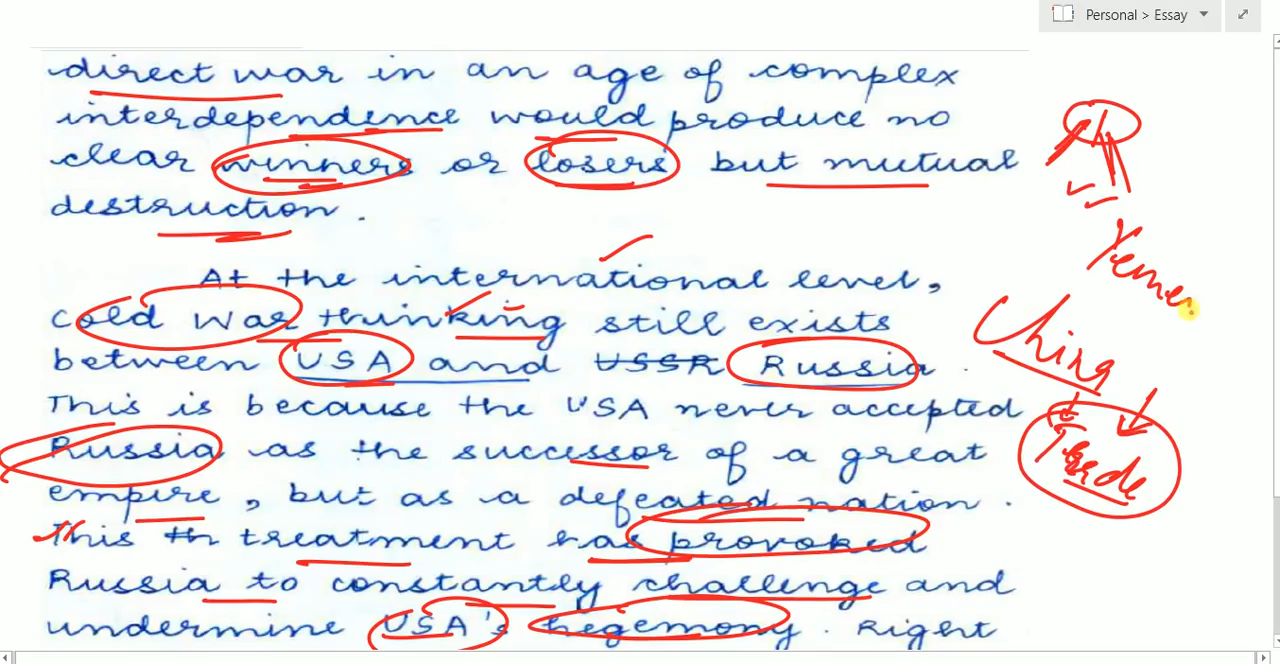 Personal > Essay
direct war in an age of complex
interdependence would produce no
clear winners or losers but mutual
destruction.
At the international level,
cold war thinking still exists
between USA and USSR Russia.
This is because the USA never accepted
Russia as the successor of a great
empire, but as a defeated nation.
This th treatment has provoked
Russia to constantly challenge and
undermine USA's hegemony. Right
Yeme
China
Trade